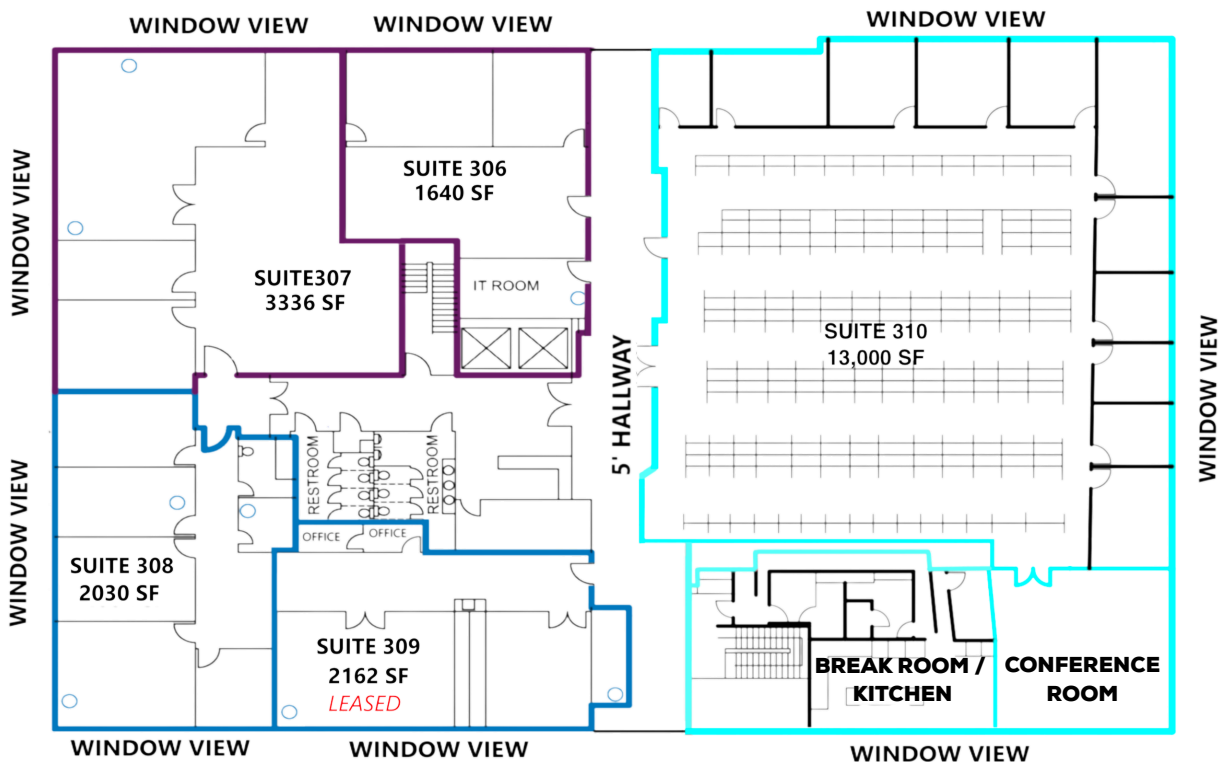 WINDOW VIEW
WINDOW VIEW
WINDOW VIEW
WINDOW VIEW
SUITE 306
1640 SF
SUITE307
3336 SF
IT ROOM
SUITE 310
13,000 SF
5' HALLWAY
WINDOW VIEW
RESTROOM
RESTROOM
WINDOW VIEW
OFFICE
OFFICE
SUITE 308
2030 SF
SUITE 309
2162 SF
LEASED
BREAK ROOM /
KITCHEN
CONFERENCE
ROOM
WINDOW VIEW
WINDOW VIEW
WINDOW VIEW